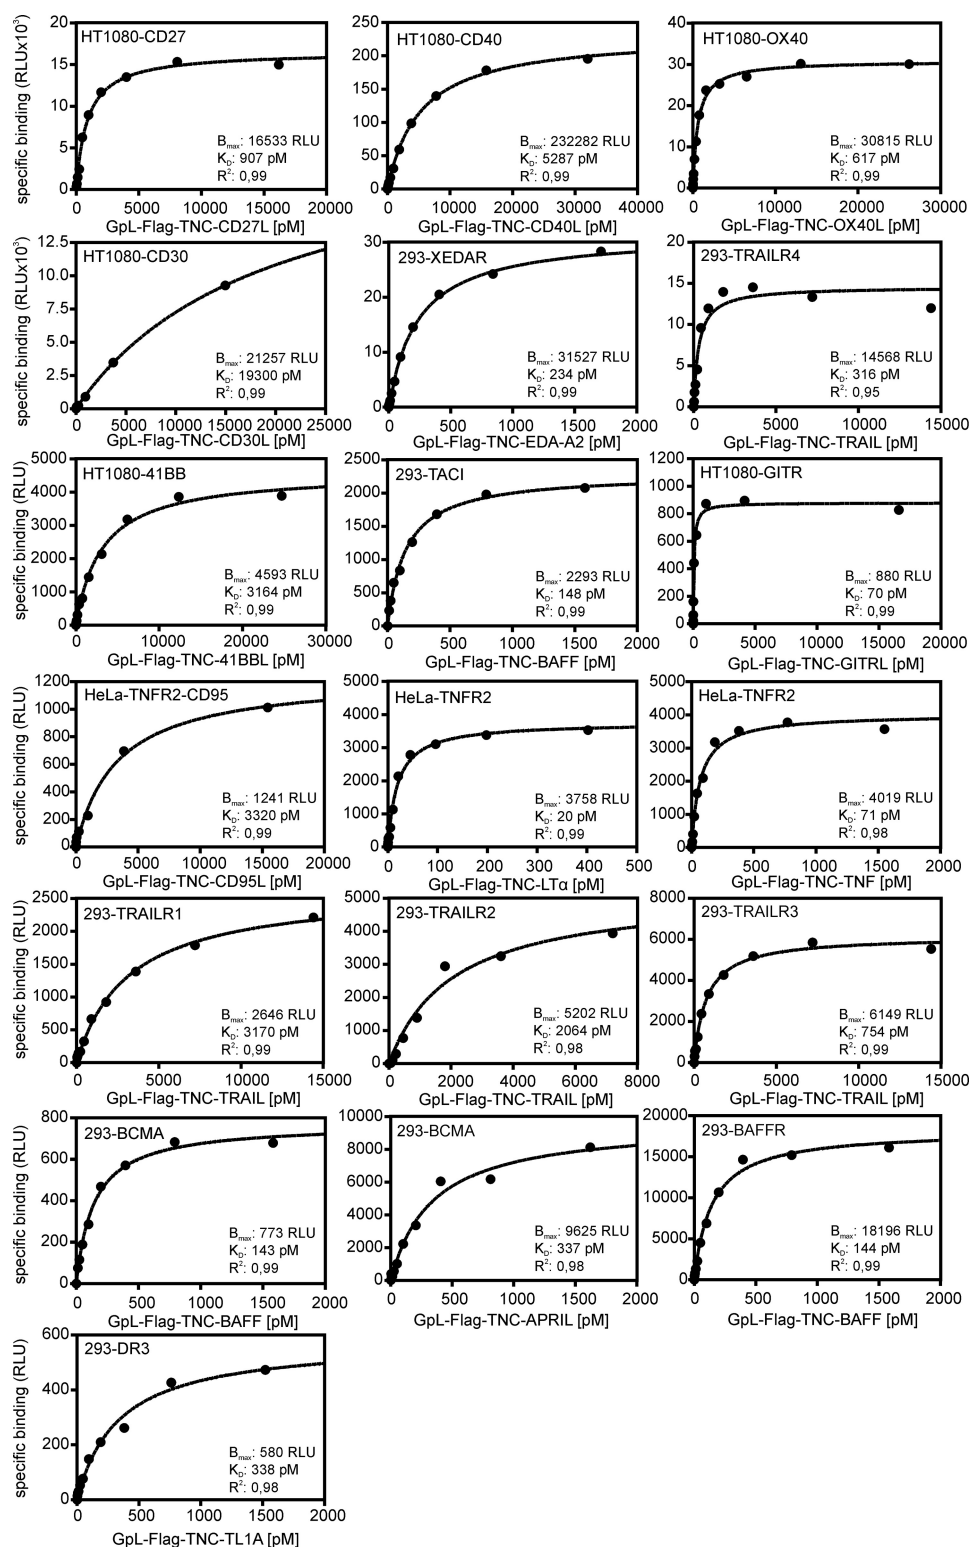 specific binding (RLUx10³)
20
15
10
5
0
HT1080-CD27
Bmax: 16533 RLU
KD: 907 pM
R²: 0,99
0 5000 10000 15000 20000
GpL-Flag-TNC-CD27L [pM]
250
200
150
100
50
0
HT1080-CD40
Bmax: 232282 RLU
KD: 5287 pM
R²: 0,99
0 10000 20000 30000 40000
GpL-Flag-TNC-CD40L [pM]
40
30
20
10
0
HT1080-OX40
Bmax: 30815 RLU
KD: 617 pM
R²: 0,99
0 10000 20000 30000
GpL-Flag-TNC-OX40L [pM]
specific binding (RLUx10³)
12.5
10.0
7.5
5.0
2.5
0
HT1080-CD30
Bmax: 21257 RLU
KD: 19300 pM
R²: 0,99
0 5000 10000 15000 20000 25000
GpL-Flag-TNC-CD30L [pM]
30
20
10
0
293-XEDAR
Bmax: 31527 RLU
KD: 234 pM
R²: 0,99
0 500 1000 1500 2000
GpL-Flag-TNC-EDA-A2 [pM]
20
15
10
5
0
293-TRAILR4
Bmax: 14568 RLU
KD: 316 pM
R²: 0,95
0 5000 10000 15000
GpL-Flag-TNC-TRAIL [pM]
specific binding (RLU)
5000
4000
3000
2000
1000
0
HT1080-41BB
Bmax: 4593 RLU
KD: 3164 pM
R²: 0,99
0 10000 20000 30000
GpL-Flag-TNC-41BBL [pM]
2500
2000
1500
1000
500
0
293-TACI
Bmax: 2293 RLU
KD: 148 pM
R²: 0,99
0 500 1000 1500 2000
GpL-Flag-TNC-BAFF [pM]
1200
1000
800
600
400
200
0
HT1080-GITR
Bmax: 880 RLU
KD: 70 pM
R²: 0,99
0 5000 10000 15000 20000
GpL-Flag-TNC-GITRL [pM]
specific binding (RLU)
1200
1000
800
600
400
200
0
HeLa-TNFR2-CD95
Bmax: 1241 RLU
KD: 3320 pM
R²: 0,99
0 5000 10000 15000 20000
GpL-Flag-TNC-CD95L [pM]
5000
4000
3000
2000
1000
0
HeLa-TNFR2
Bmax: 3758 RLU
KD: 20 pM
R²: 0,99
0 100 200 300 400 500
GpL-Flag-TNC-LTα [pM]
5000
4000
3000
2000
1000
0
HeLa-TNFR2
Bmax: 4019 RLU
KD: 71 pM
R²: 0,98
0 500 1000 1500 2000
GpL-Flag-TNC-TNF [pM]
specific binding (RLU)
2500
2000
1500
1000
500
0
293-TRAILR1
Bmax: 2646 RLU
KD: 3170 pM
R²: 0,99
0 5000 10000 15000
GpL-Flag-TNC-TRAIL [pM]
5000
4000
3000
2000
1000
0
293-TRAILR2
Bmax: 5202 RLU
KD: 2064 pM
R²: 0,98
0 2000 4000 6000 8000
GpL-Flag-TNC-TRAIL [pM]
8000
6000
4000
2000
0
293-TRAILR3
Bmax: 6149 RLU
KD: 754 pM
R²: 0,99
0 5000 10000 15000
GpL-Flag-TNC-TRAIL [pM]
specific binding (RLU)
800
600
400
200
0
293-BCMA
Bmax: 773 RLU
KD: 143 pM
R²: 0,99
0 500 1000 1500 2000
GpL-Flag-TNC-BAFF [pM]
10000
8000
6000
4000
2000
0
293-BCMA
Bmax: 9625 RLU
KD: 337 pM
R²: 0,98
0 500 1000 1500 2000
GpL-Flag-TNC-APRIL [pM]
20000
15000
10000
5000
0
293-BAFFR
Bmax: 18196 RLU
KD: 144 pM
R²: 0,99
0 500 1000 1500 2000
GpL-Flag-TNC-BAFF [pM]
specific binding (RLU)
600
400
200
0
293-DR3
Bmax: 580 RLU
KD: 338 pM
R²: 0,98
0 500 1000 1500 2000
GpL-Flag-TNC-TL1A [pM]